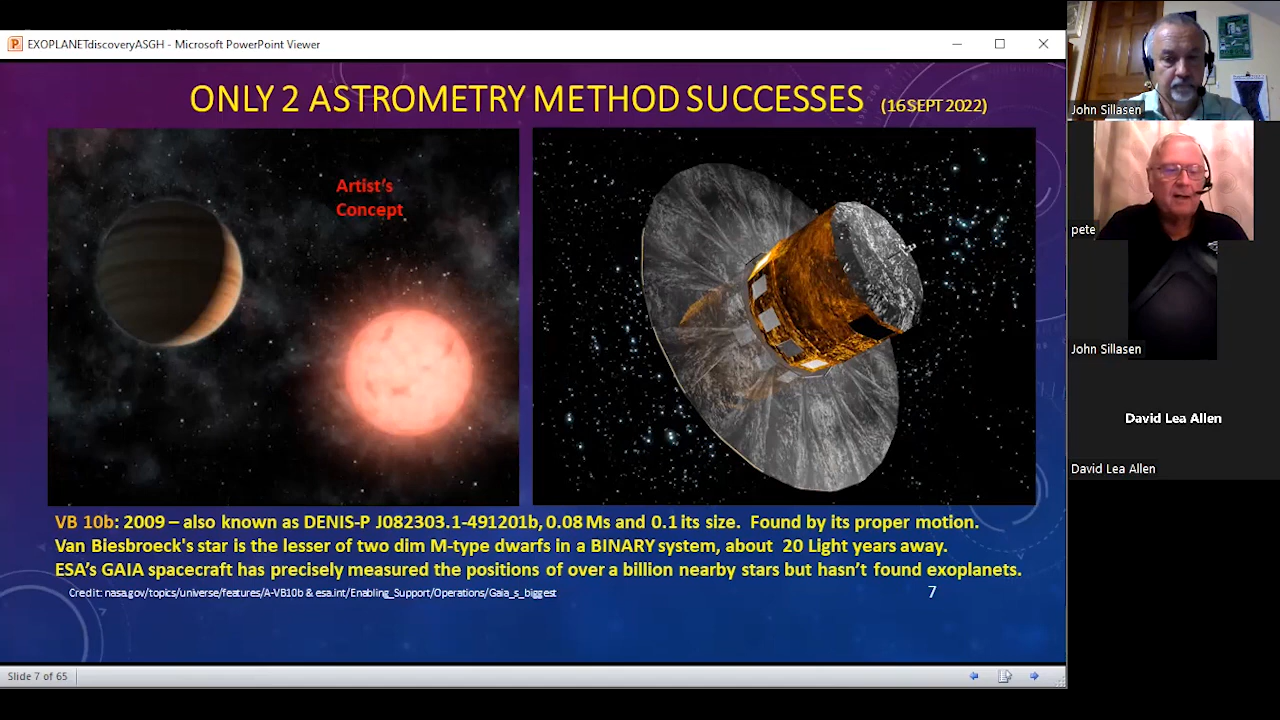 EXOPLANETdiscoveryASGH - Microsoft PowerPoint Viewer
ONLY 2 ASTROMETRY METHOD SUCCESSES (16 SEPT 2022)
Artist's
Concept
VB 10b: 2009 – also known as DENIS-P J082303.1-491201b, 0.08 Ms and 0.1 its size. Found by its proper motion.
Van Biesbroeck's star is the lesser of two dim M-type dwarfs in a BINARY system, about 20 Light years away.
ESA's GAIA spacecraft has precisely measured the positions of over a billion nearby stars but hasn't found exoplanets.
Credit: nasa.gov/topics/universe/features/A-VB10b & esa.int/Enabling_Support/Operations/Gaia_s_biggest
7
Slide 7 of 65
John Sillasen
pete
John Sillasen
David Lea Allen
David Lea Allen